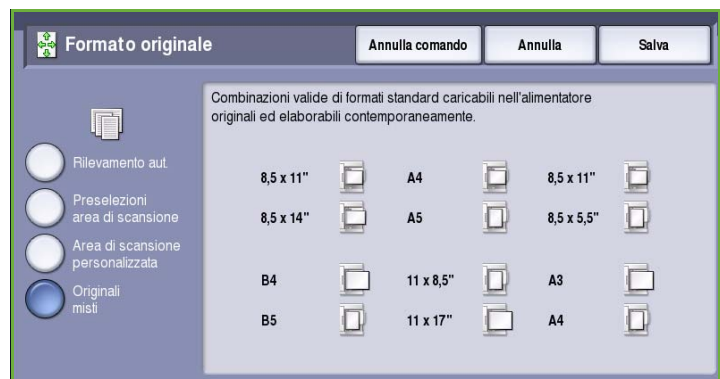 Formato originale
Annulla comando
Annulla
Salva
Combinazioni valide di formati standard caricabili nell'alimentatore
originali ed elaborabili contemporaneamente.
Rilevamento aut.
Preselezioni
area di scansione
Area di scansione
personalizzata
Originali
misti
8,5 x 11" A4 8,5 x 11"
8,5 x 14" A5 8,5 x 5,5"
B4 11 x 8,5" A3
B5 11 x 17" A4